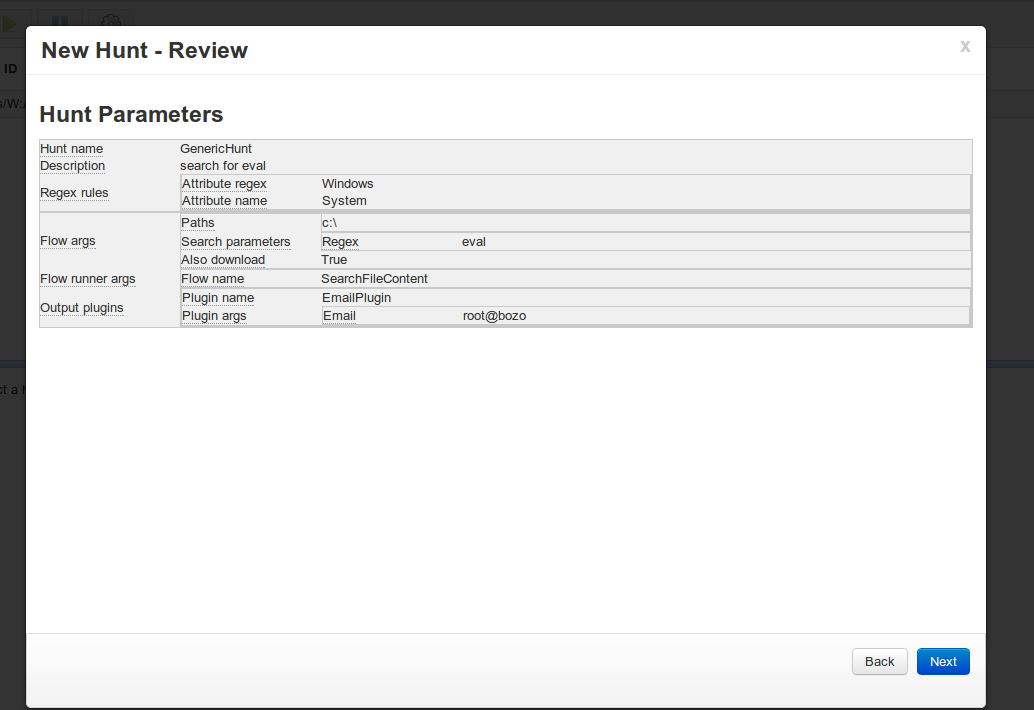 New Hunt - Review
x
ID
s/W:
Hunt Parameters
Hunt name GenericHunt
Description search for eval
Regex rules
Attribute regex Windows
Attribute name System
Flow args
Paths c:\
Search parameters Regex eval
Also download True
Flow runner args Flow name SearchFileContent
Output plugins
Plugin name EmailPlugin
Plugin args Email root@bozo
ct a
Back Next